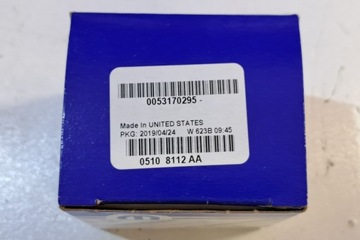 0053170295 -
Made In UNITED STATES
PKG: 2019/04/24 W 623B 09:45
0510 8112 AA